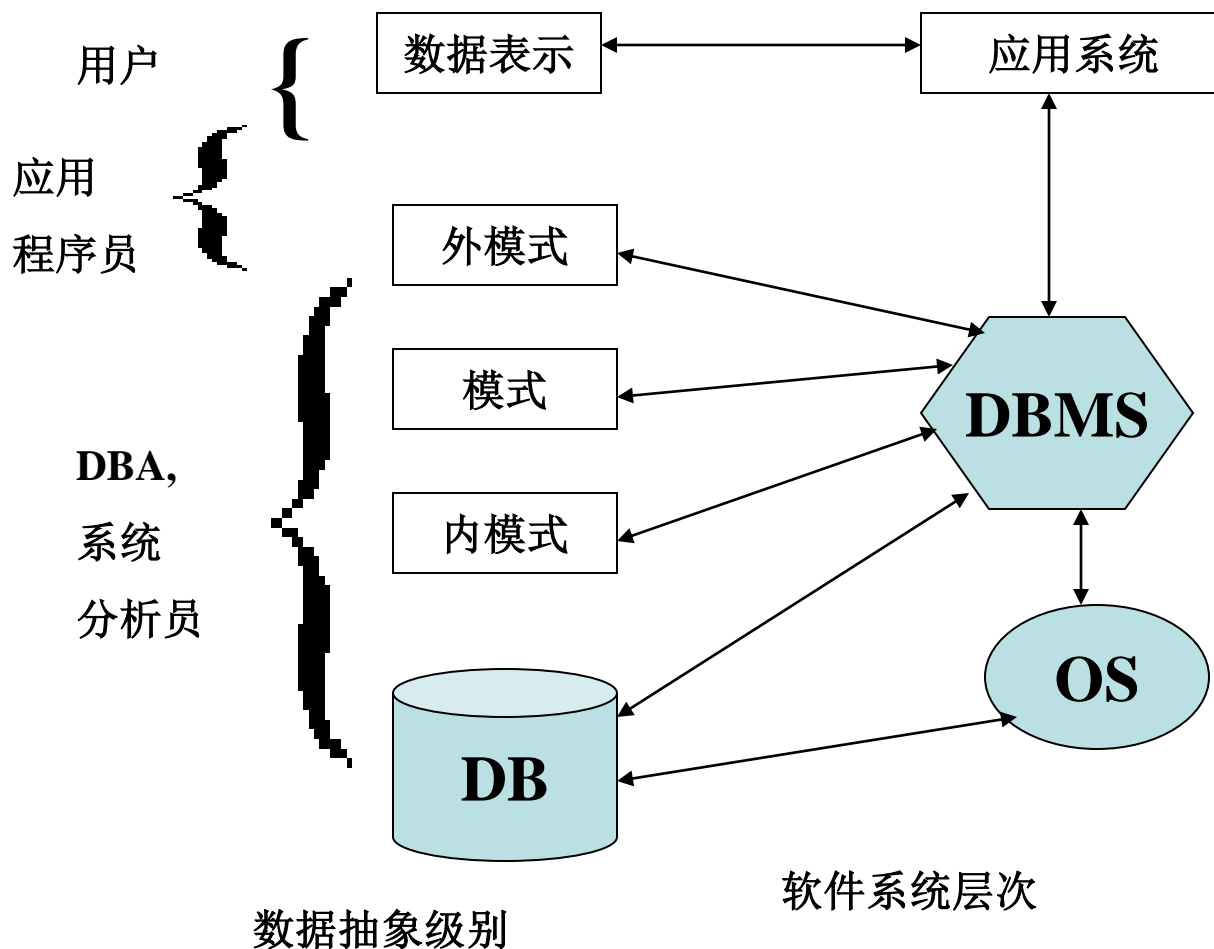 用户
{
数据表示
应用系统
应用
程序员
外模式
模式
DBMS
DBA,
系统
分析员
内模式
OS
DB
软件系统层次
数据抽象级别